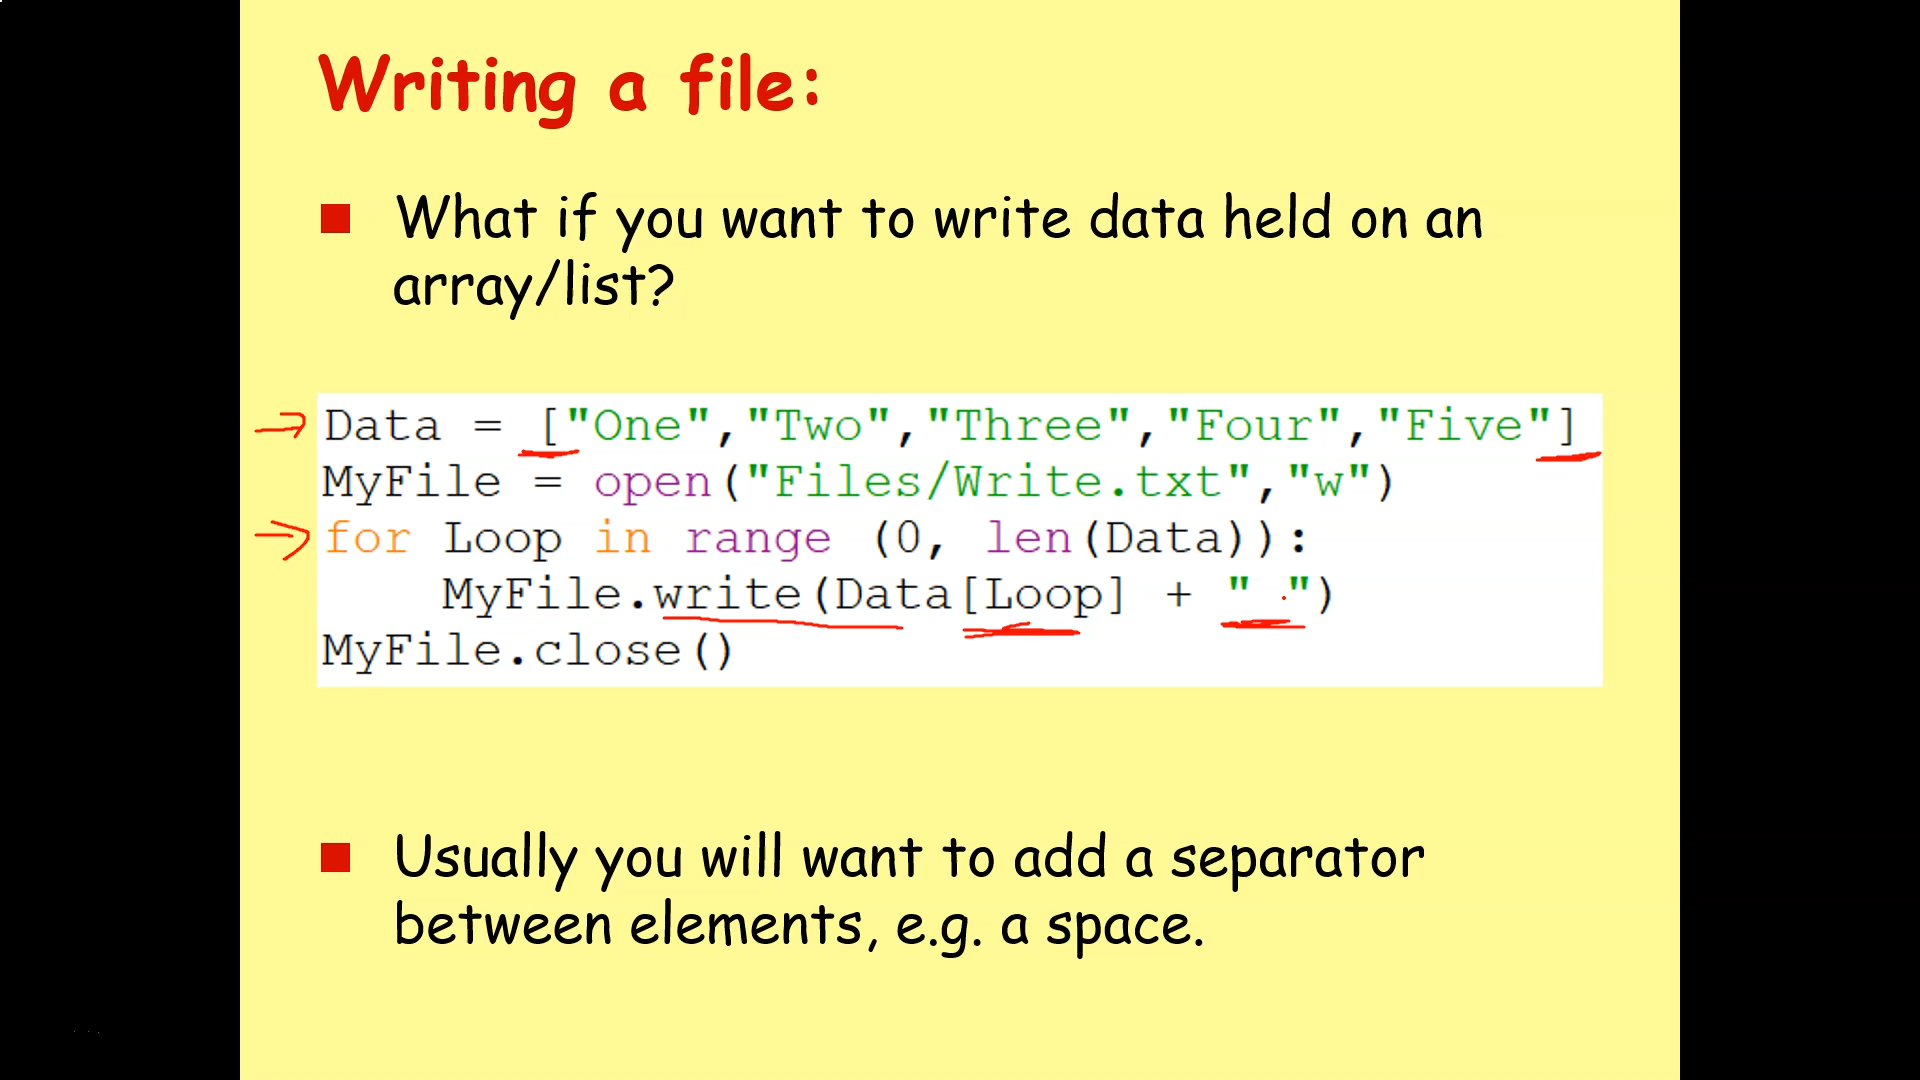 Writing a file:
What if you want to write data held on an
array/list?
Data = ["One","Two","Three","Four","Five"]
MyFile = open("Files/Write.txt","w")
for Loop in range (0, len(Data)):
    MyFile.write(Data[Loop] + " ")
MyFile.close()
Usually you will want to add a separator
between elements, e.g. a space.